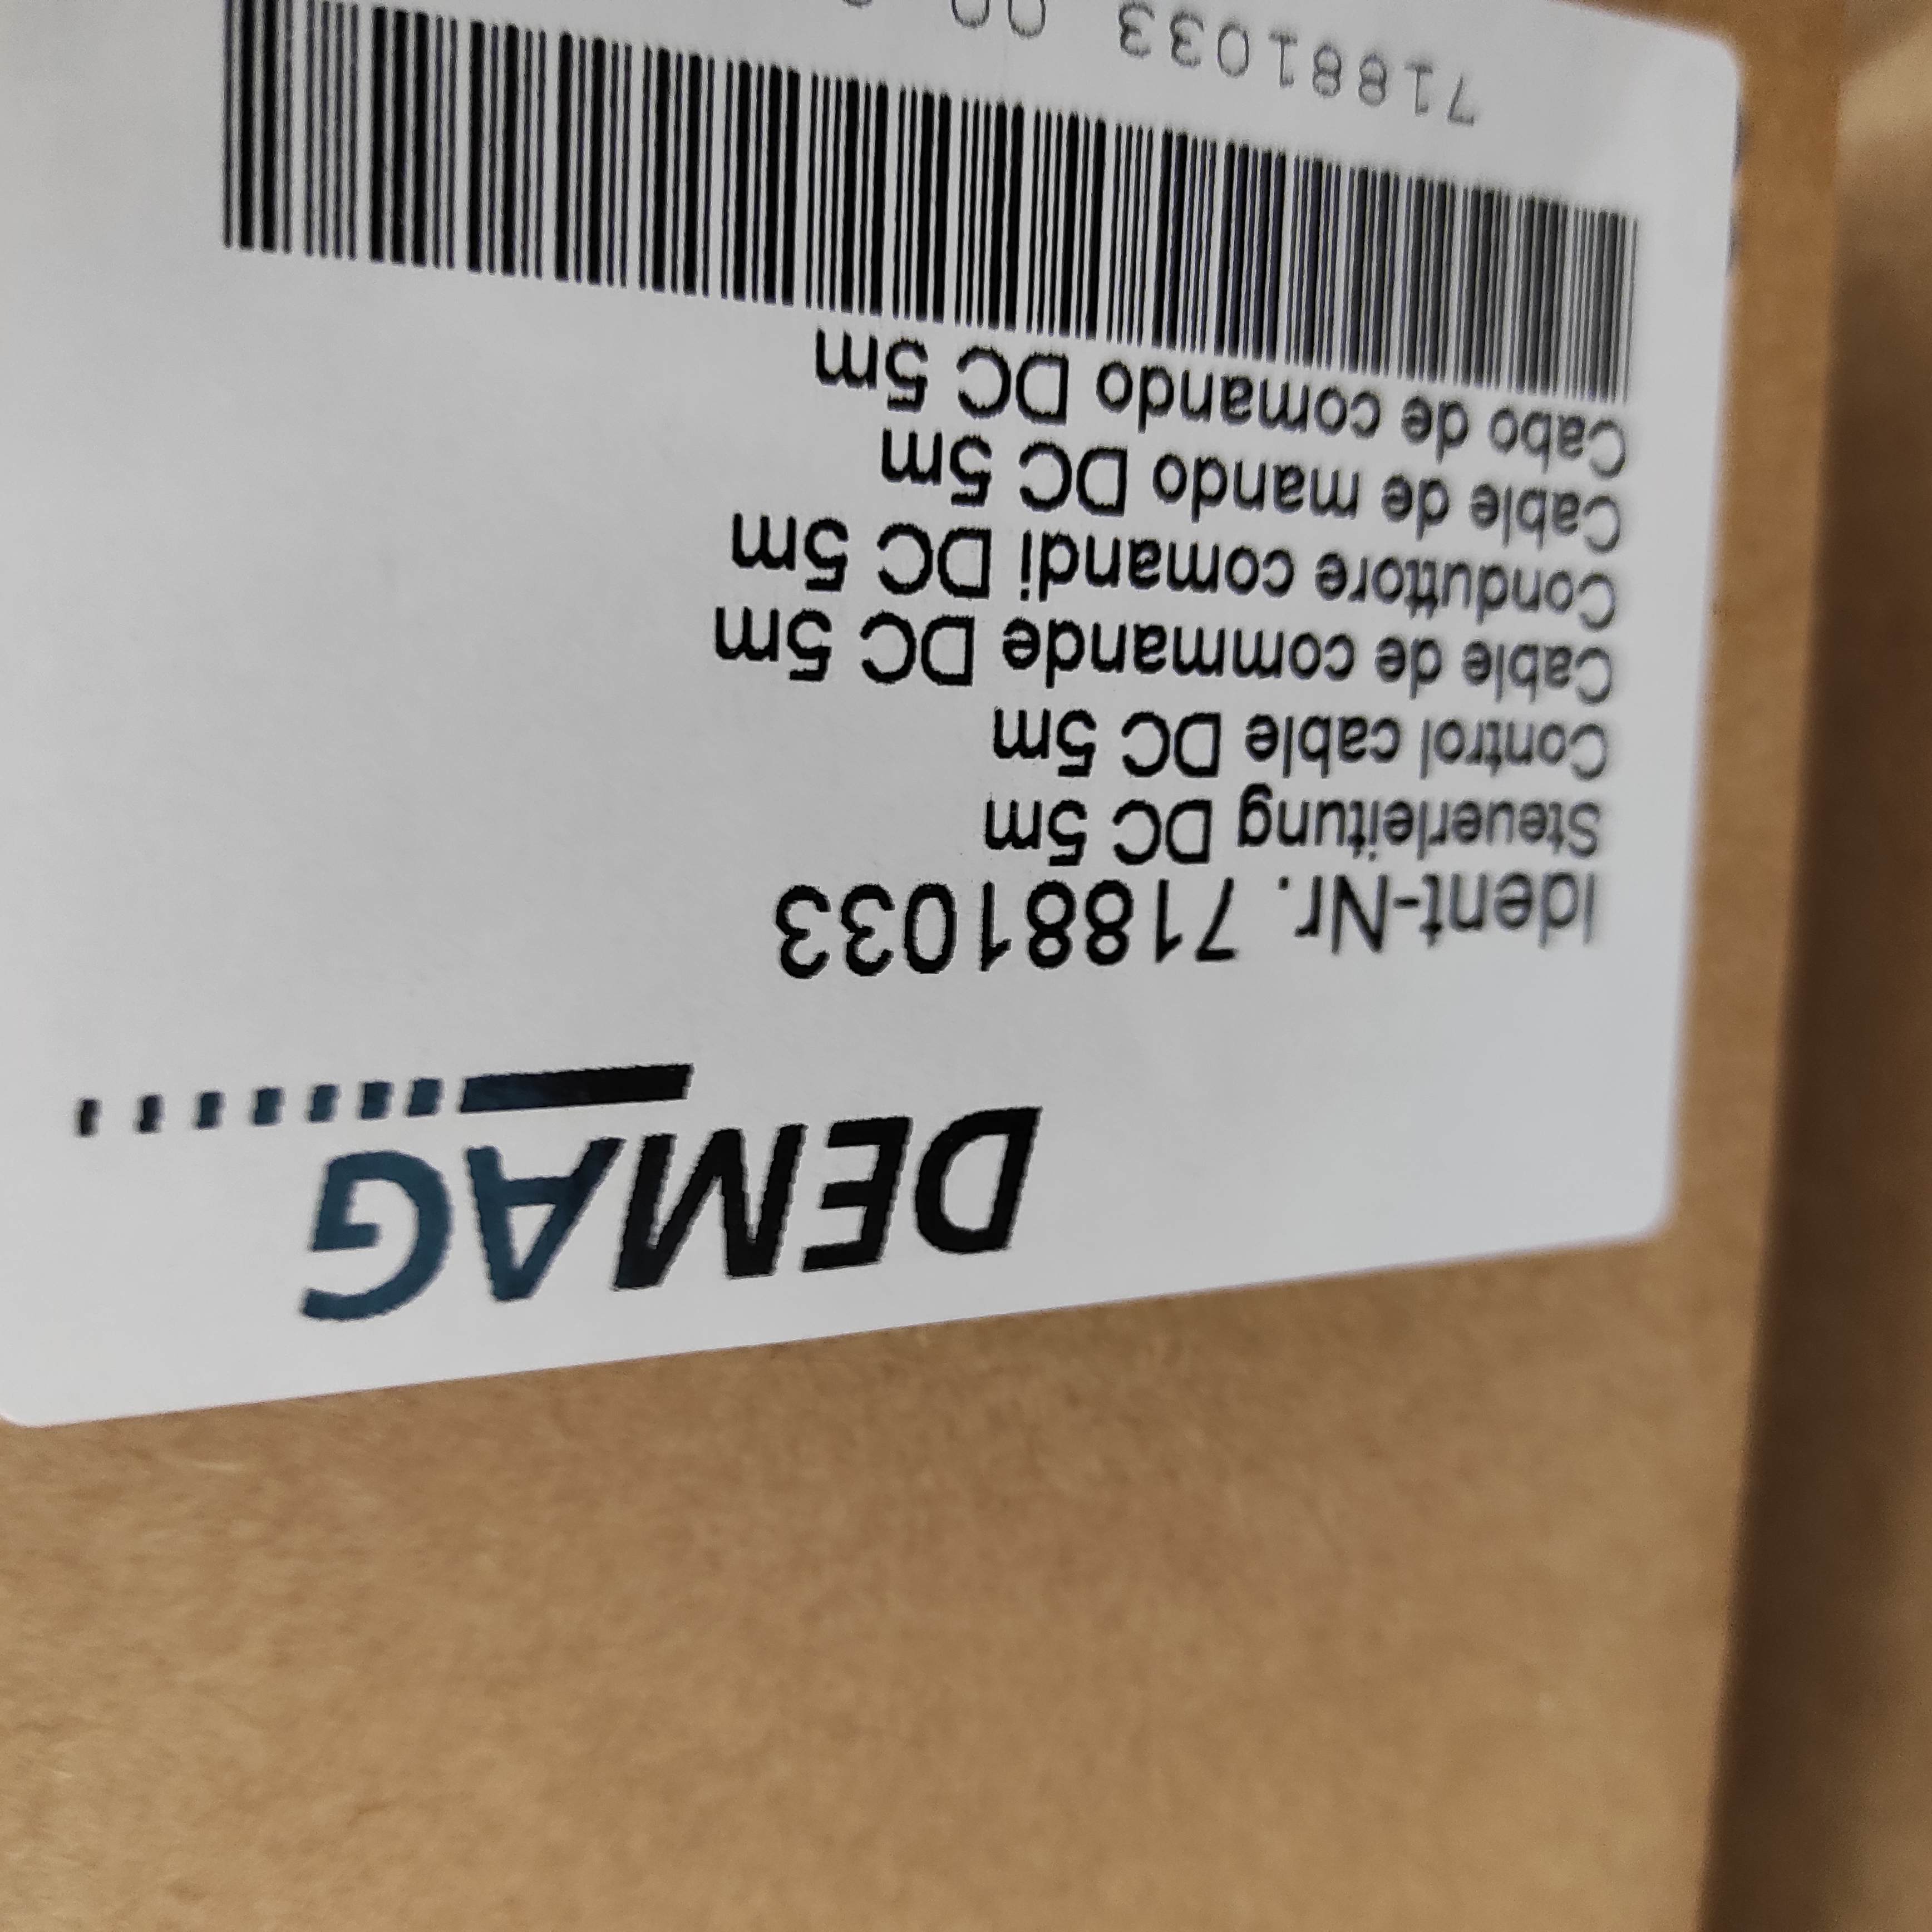 DEMAG
Ident-Nr. 71881033
Steuerleitung DC 5m
Control cable DC 5m
Cable de commande DC 5m
Conduttore comandi DC 5m
Cable de mando DC 5m
Cabo de comando DC 5m
71881033